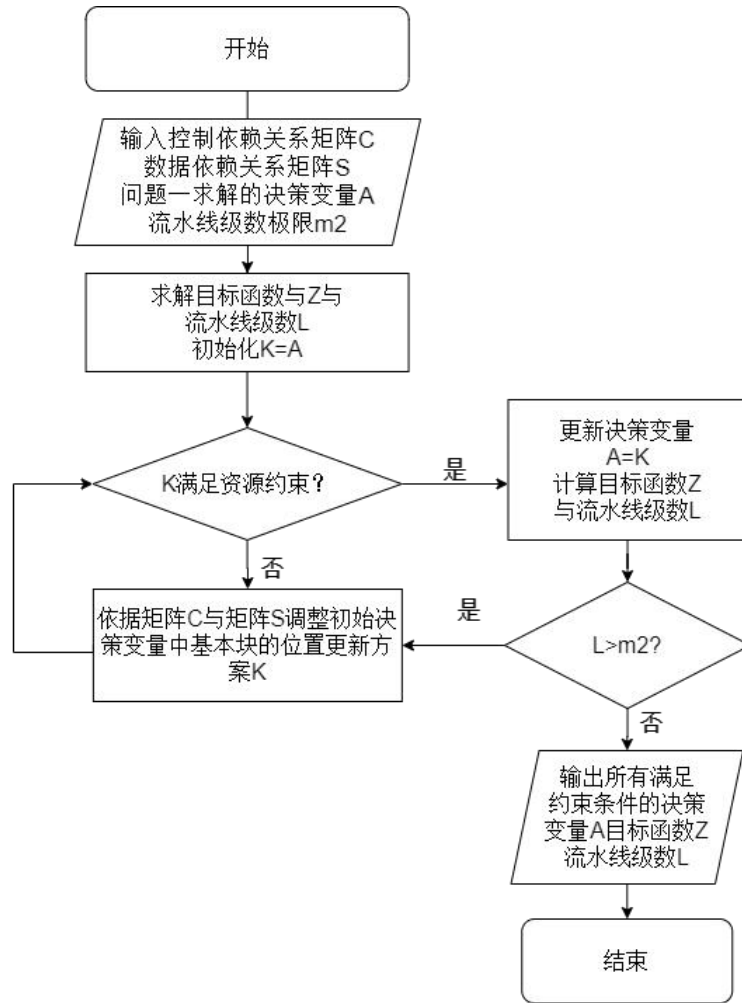 开始
输入控制依赖关系矩阵C
数据依赖关系矩阵S
问题一求解的决策变量A
流水线级数极限m2
求解目标函数与Z与
流水线级数L
初始化K=A
K满足资源约束？
是
更新决策变量
A=K
计算目标函数Z
与流水线级数L
否
依据矩阵C与矩阵S调整初始决
策变量中基本块的位置更新方
案K
是
L>m2?
否
输出所有满足
约束条件的决策
变量A目标函数Z
流水线级数L
结束